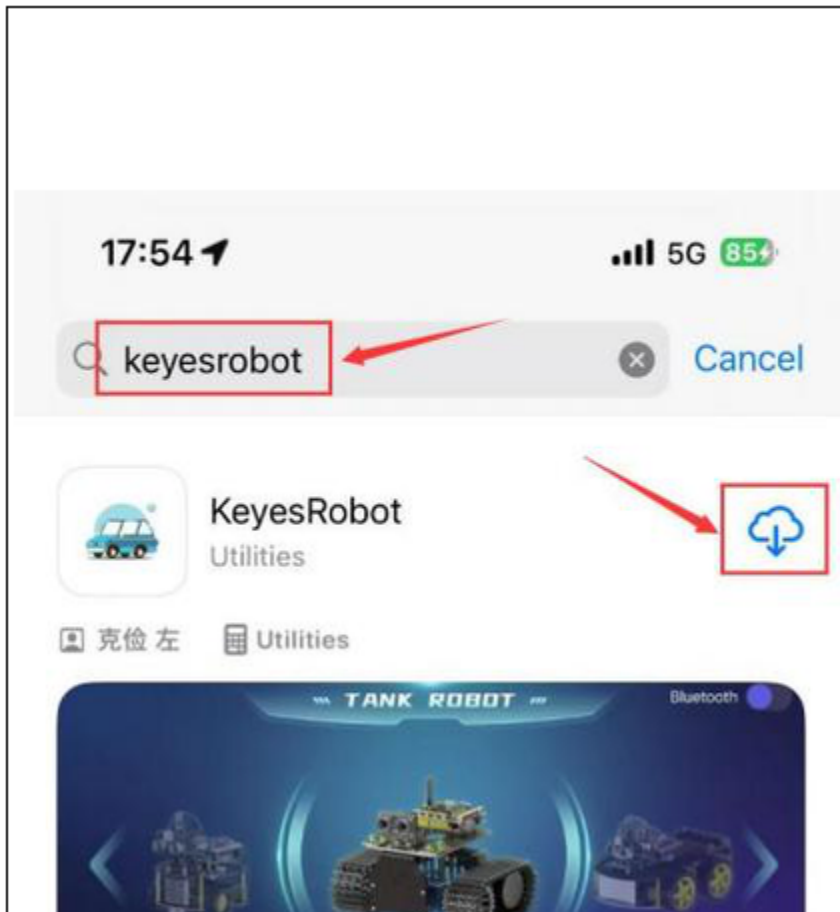 17:54 5G 85
keyesrobot Cancel
KeyesRobot
Utilities
克俭 左 Utilities
TANK ROBOT Bluetooth